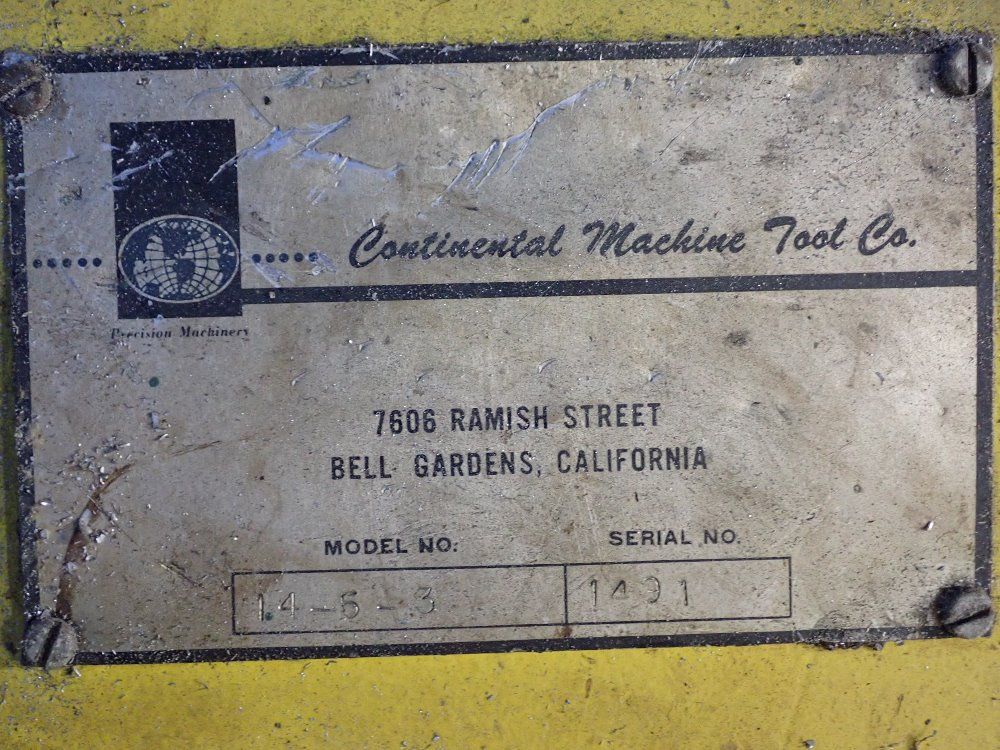 Continental Machine Tool Co.
Precision Machinery
7606 RAMISH STREET
BELL GARDENS, CALIFORNIA
MODEL NO. SERIAL NO.
14-6-3